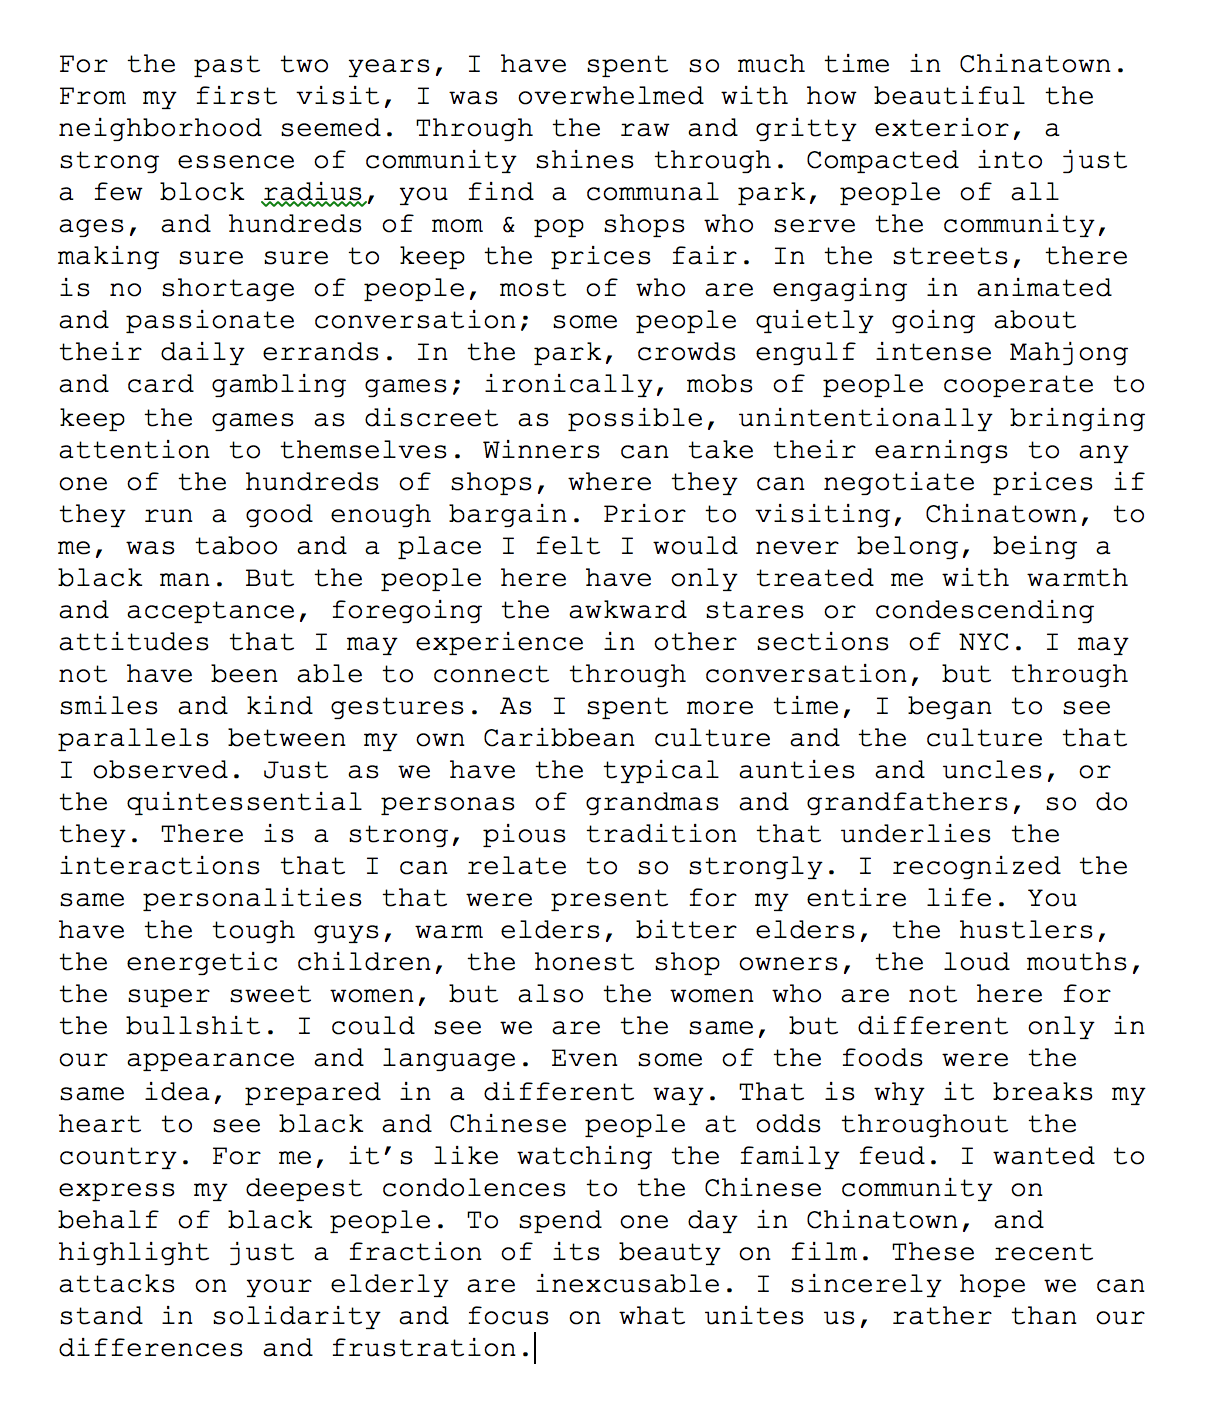 For the past two years, I have spent so much time in Chinatown.
From my first visit, I was overwhelmed with how beautiful the
neighborhood seemed. Through the raw and gritty exterior, a
strong essence of community shines through. Compacted into just
a few block radius, you find a communal park, people of all
ages, and hundreds of mom & pop shops who serve the community,
making sure sure to keep the prices fair. In the streets, there
is no shortage of people, most of who are engaging in animated
and passionate conversation; some people quietly going about
their daily errands. In the park, crowds engulf intense Mahjong
and card gambling games; ironically, mobs of people cooperate to
keep the games as discreet as possible, unintentionally bringing
attention to themselves. Winners can take their earnings to any
one of the hundreds of shops, where they can negotiate prices if
they run a good enough bargain. Prior to visiting, Chinatown, to
me, was taboo and a place I felt I would never belong, being a
black man. But the people here have only treated me with warmth
and acceptance, foregoing the awkward stares or condescending
attitudes that I may experience in other sections of NYC. I may
not have been able to connect through conversation, but through
smiles and kind gestures. As I spent more time, I began to see
parallels between my own Caribbean culture and the culture that
I observed. Just as we have the typical aunties and uncles, or
the quintessential personas of grandmas and grandfathers, so do
they. There is a strong, pious tradition that underlies the
interactions that I can relate to so strongly. I recognized the
same personalities that were present for my entire life. You
have the tough guys, warm elders, bitter elders, the hustlers,
the energetic children, the honest shop owners, the loud mouths,
the super sweet women, but also the women who are not here for
the bullshit. I could see we are the same, but different only in
our appearance and language. Even some of the foods were the
same idea, prepared in a different way. That is why it breaks my
heart to see black and Chinese people at odds throughout the
country. For me, it’s like watching the family feud. I wanted to
express my deepest condolences to the Chinese community on
behalf of black people. To spend one day in Chinatown, and
highlight just a fraction of its beauty on film. These recent
attacks on your elderly are inexcusable. I sincerely hope we can
stand in solidarity and focus on what unites us, rather than our
differences and frustration.